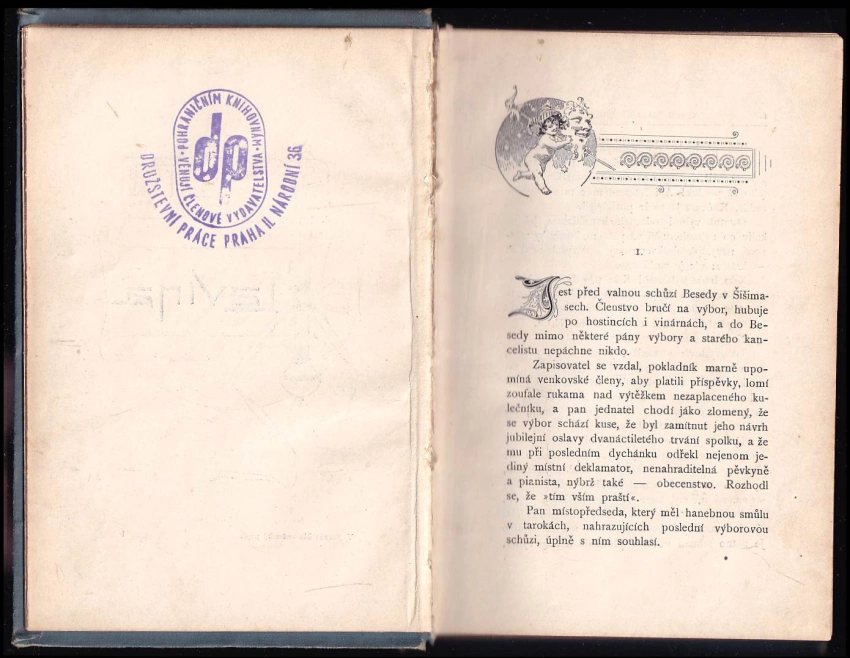 POHRANIČNÍM KNIHOVNÁM
VĚNUJÍ ČLENOVÉ VYDAVATELSTVA
dp
DRUŽSTEVNÍ PRÁCE PRAHA II. NÁRODNÍ 36
I.
Jest před valnou schůzí Besedy v Šišima-
sech. Členstvo bručí na výbor, hubuje
po hostincích i vinárnách, a do Be-
sedy mimo některé pány výbory a starého kan-
celistu nepáchne nikdo.
Zapisovatel se vzdal, pokladník marně upo-
míná venkovské členy, aby platili příspěvky, lomí
zoufale rukama nad výtěžkem nezaplaceného ku-
lečníku, a pan jednatel chodí jáko zlomený, že
se výbor schází kuse, že byl zamítnut jeho návrh
jubilejní oslavy dvanáctiletého trvání spolku, a že
mu při posledním dychánku odřekl nejenom je-
diný místní deklamator, nenahraditelná pěvkyně
a pianista, nýbrž také — obecenstvo. Rozhodl
se, že »tím vším praští«.
Pan místopředseda, který měl hanebnou smůlu
v tarokách, nahrazujících poslední výborovou
schůzi, úplně s ním souhlasí.